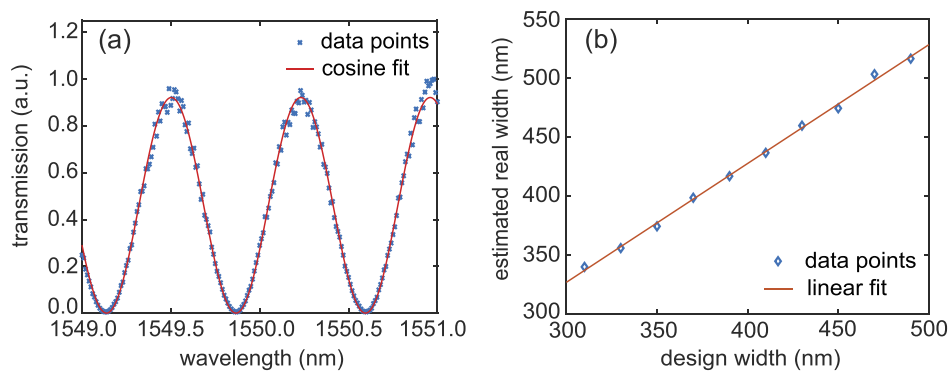 (a)
data points
cosine fit
1.2
1.0
0.8
0.6
0.4
0.2
0.0
transmission (a.u.)
1549.0 1549.5 1550.0 1550.5 1551.0
wavelength (nm)
(b)
550
500
450
400
350
300
estimated real width (nm)
data points
linear fit
300 350 400 450 500
design width (nm)